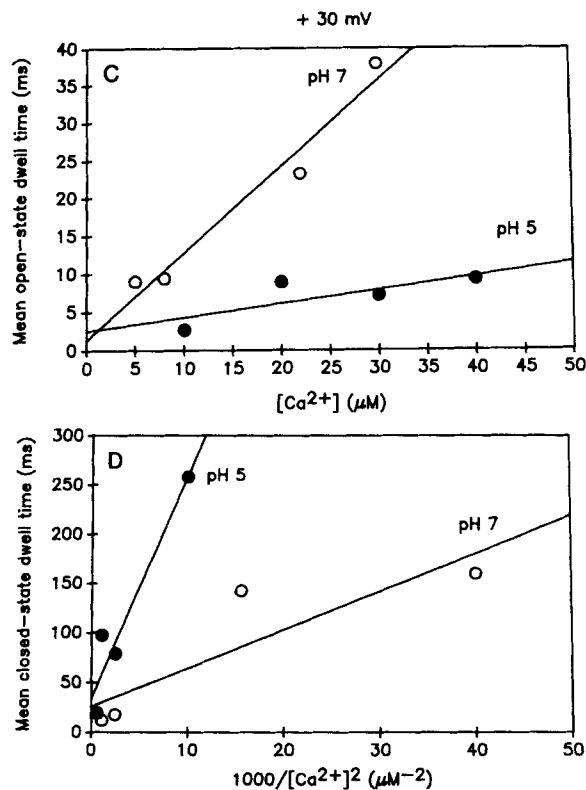 + 30 mV
C
pH 7
pH 5
Mean open-state dwell time (ms)
40
35
30
25
20
15
10
5
0
0 5 10 15 20 25 30 35 40 45 50
[Ca2+] (μM)
D
pH 5
pH 7
Mean closed-state dwell time (ms)
300
250
200
150
100
50
0
0 10 20 30 40 50
1000/[Ca2+]2 (μM-2)